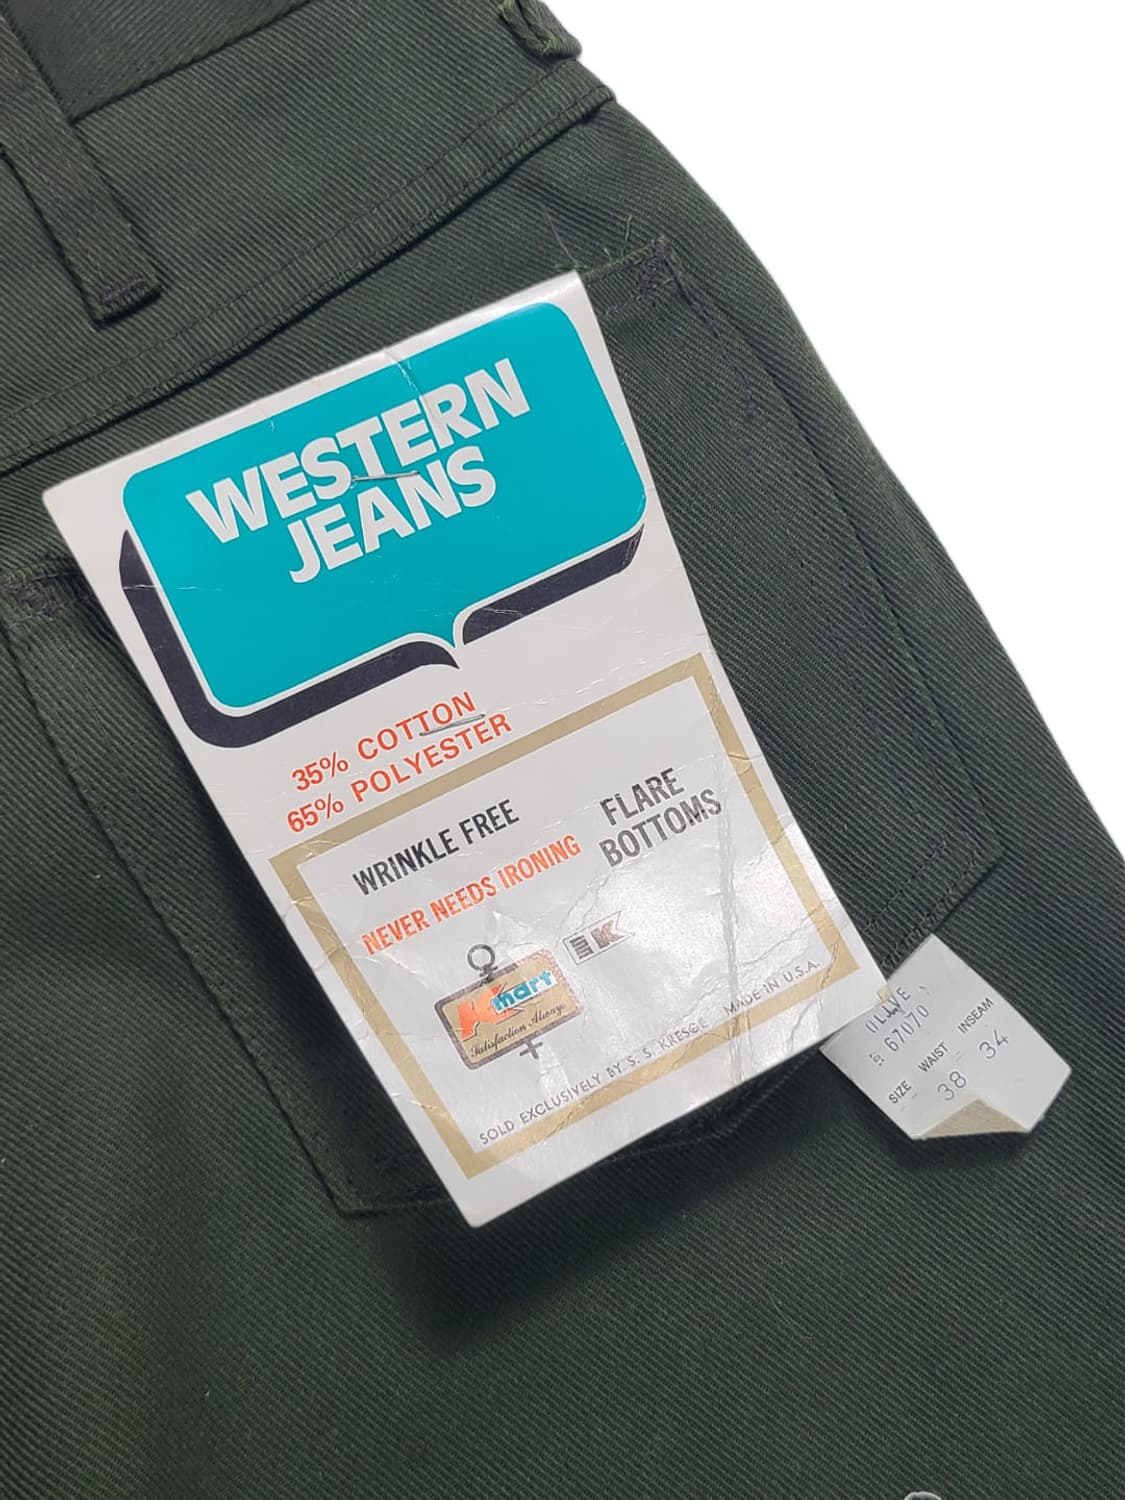 WESTERN
JEANS
35% COTTON
65% POLYESTER
WRINKLE FREE
FLARE
BOTTOMS
NEVER NEEDS IRONING
K
Kmart
Satisfaction Always
SOLD EXCLUSIVELY BY S. S. KRESGE MADE IN U.S.A.
OLIVE
67070
SIZE WAIST INSEAM
38 34